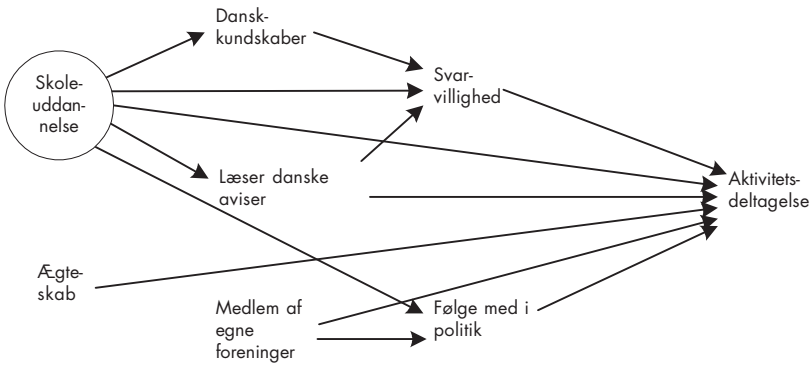 Dansk-
kundskaber
Skole-
uddan-
nelse
Svar-
villighed
Læser danske
aviser
Aktivitets-
deltagelse
Ægte-
skab
Medlem af
egne
foreninger
Følge med i
politik